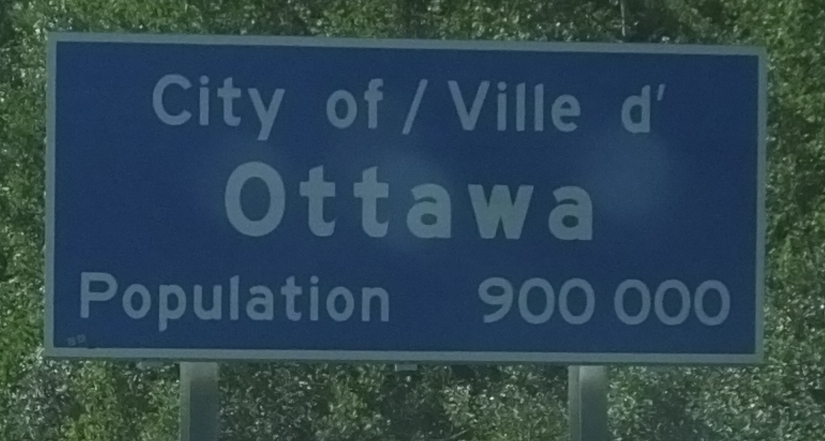 City of / Ville d'
Ottawa
Population 900 000